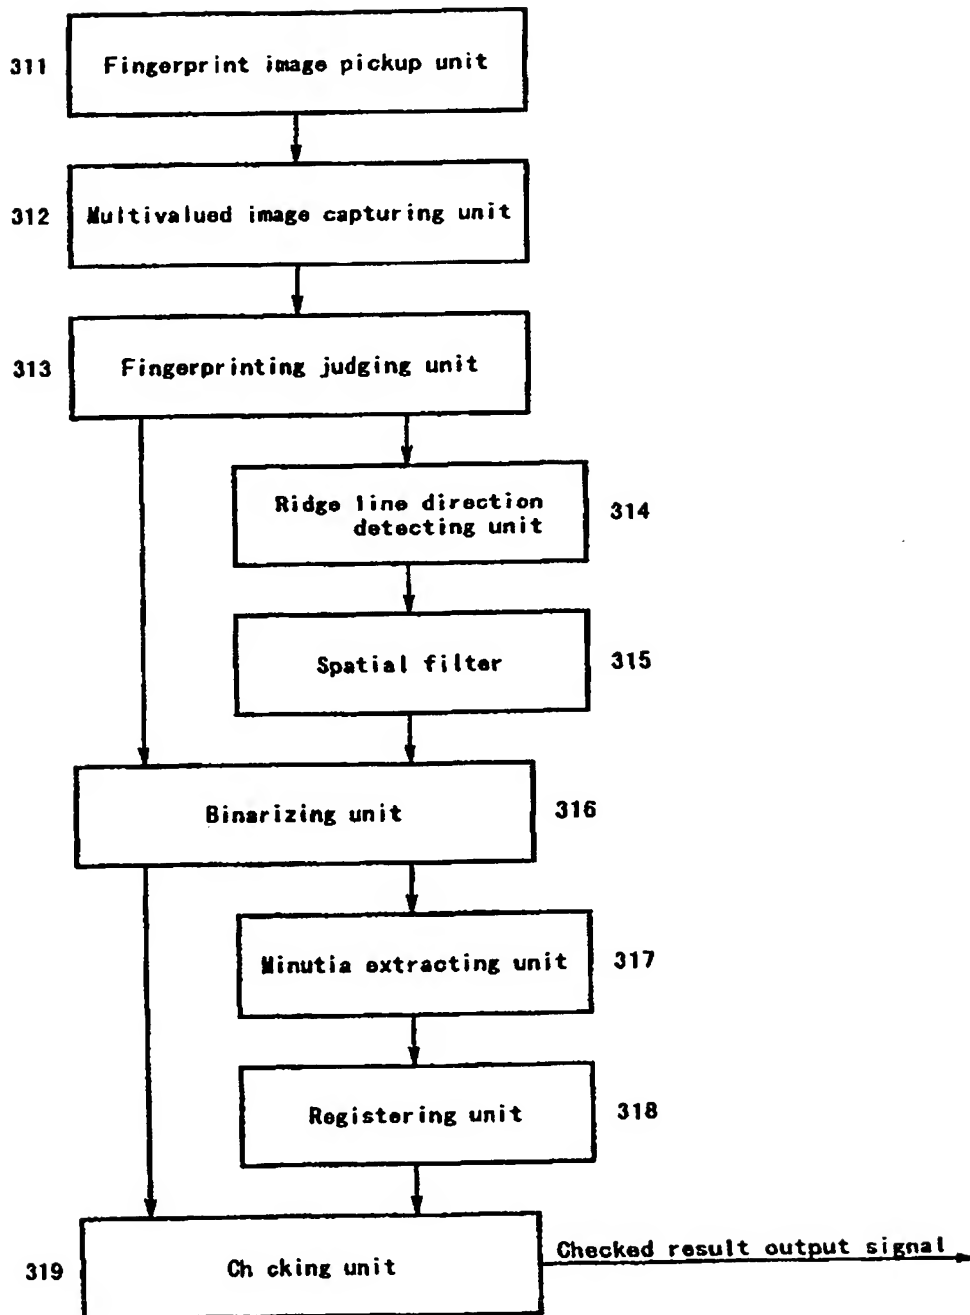 311 Fingerprint image pickup unit
312 Multivalued image capturing unit
313 Fingerprinting judging unit
Ridge line direction 314
detecting unit
Spatial filter 315
Binarizing unit 316
Minutia extracting unit 317
Registering unit 318
319 Ch cking unit Checked result output signal